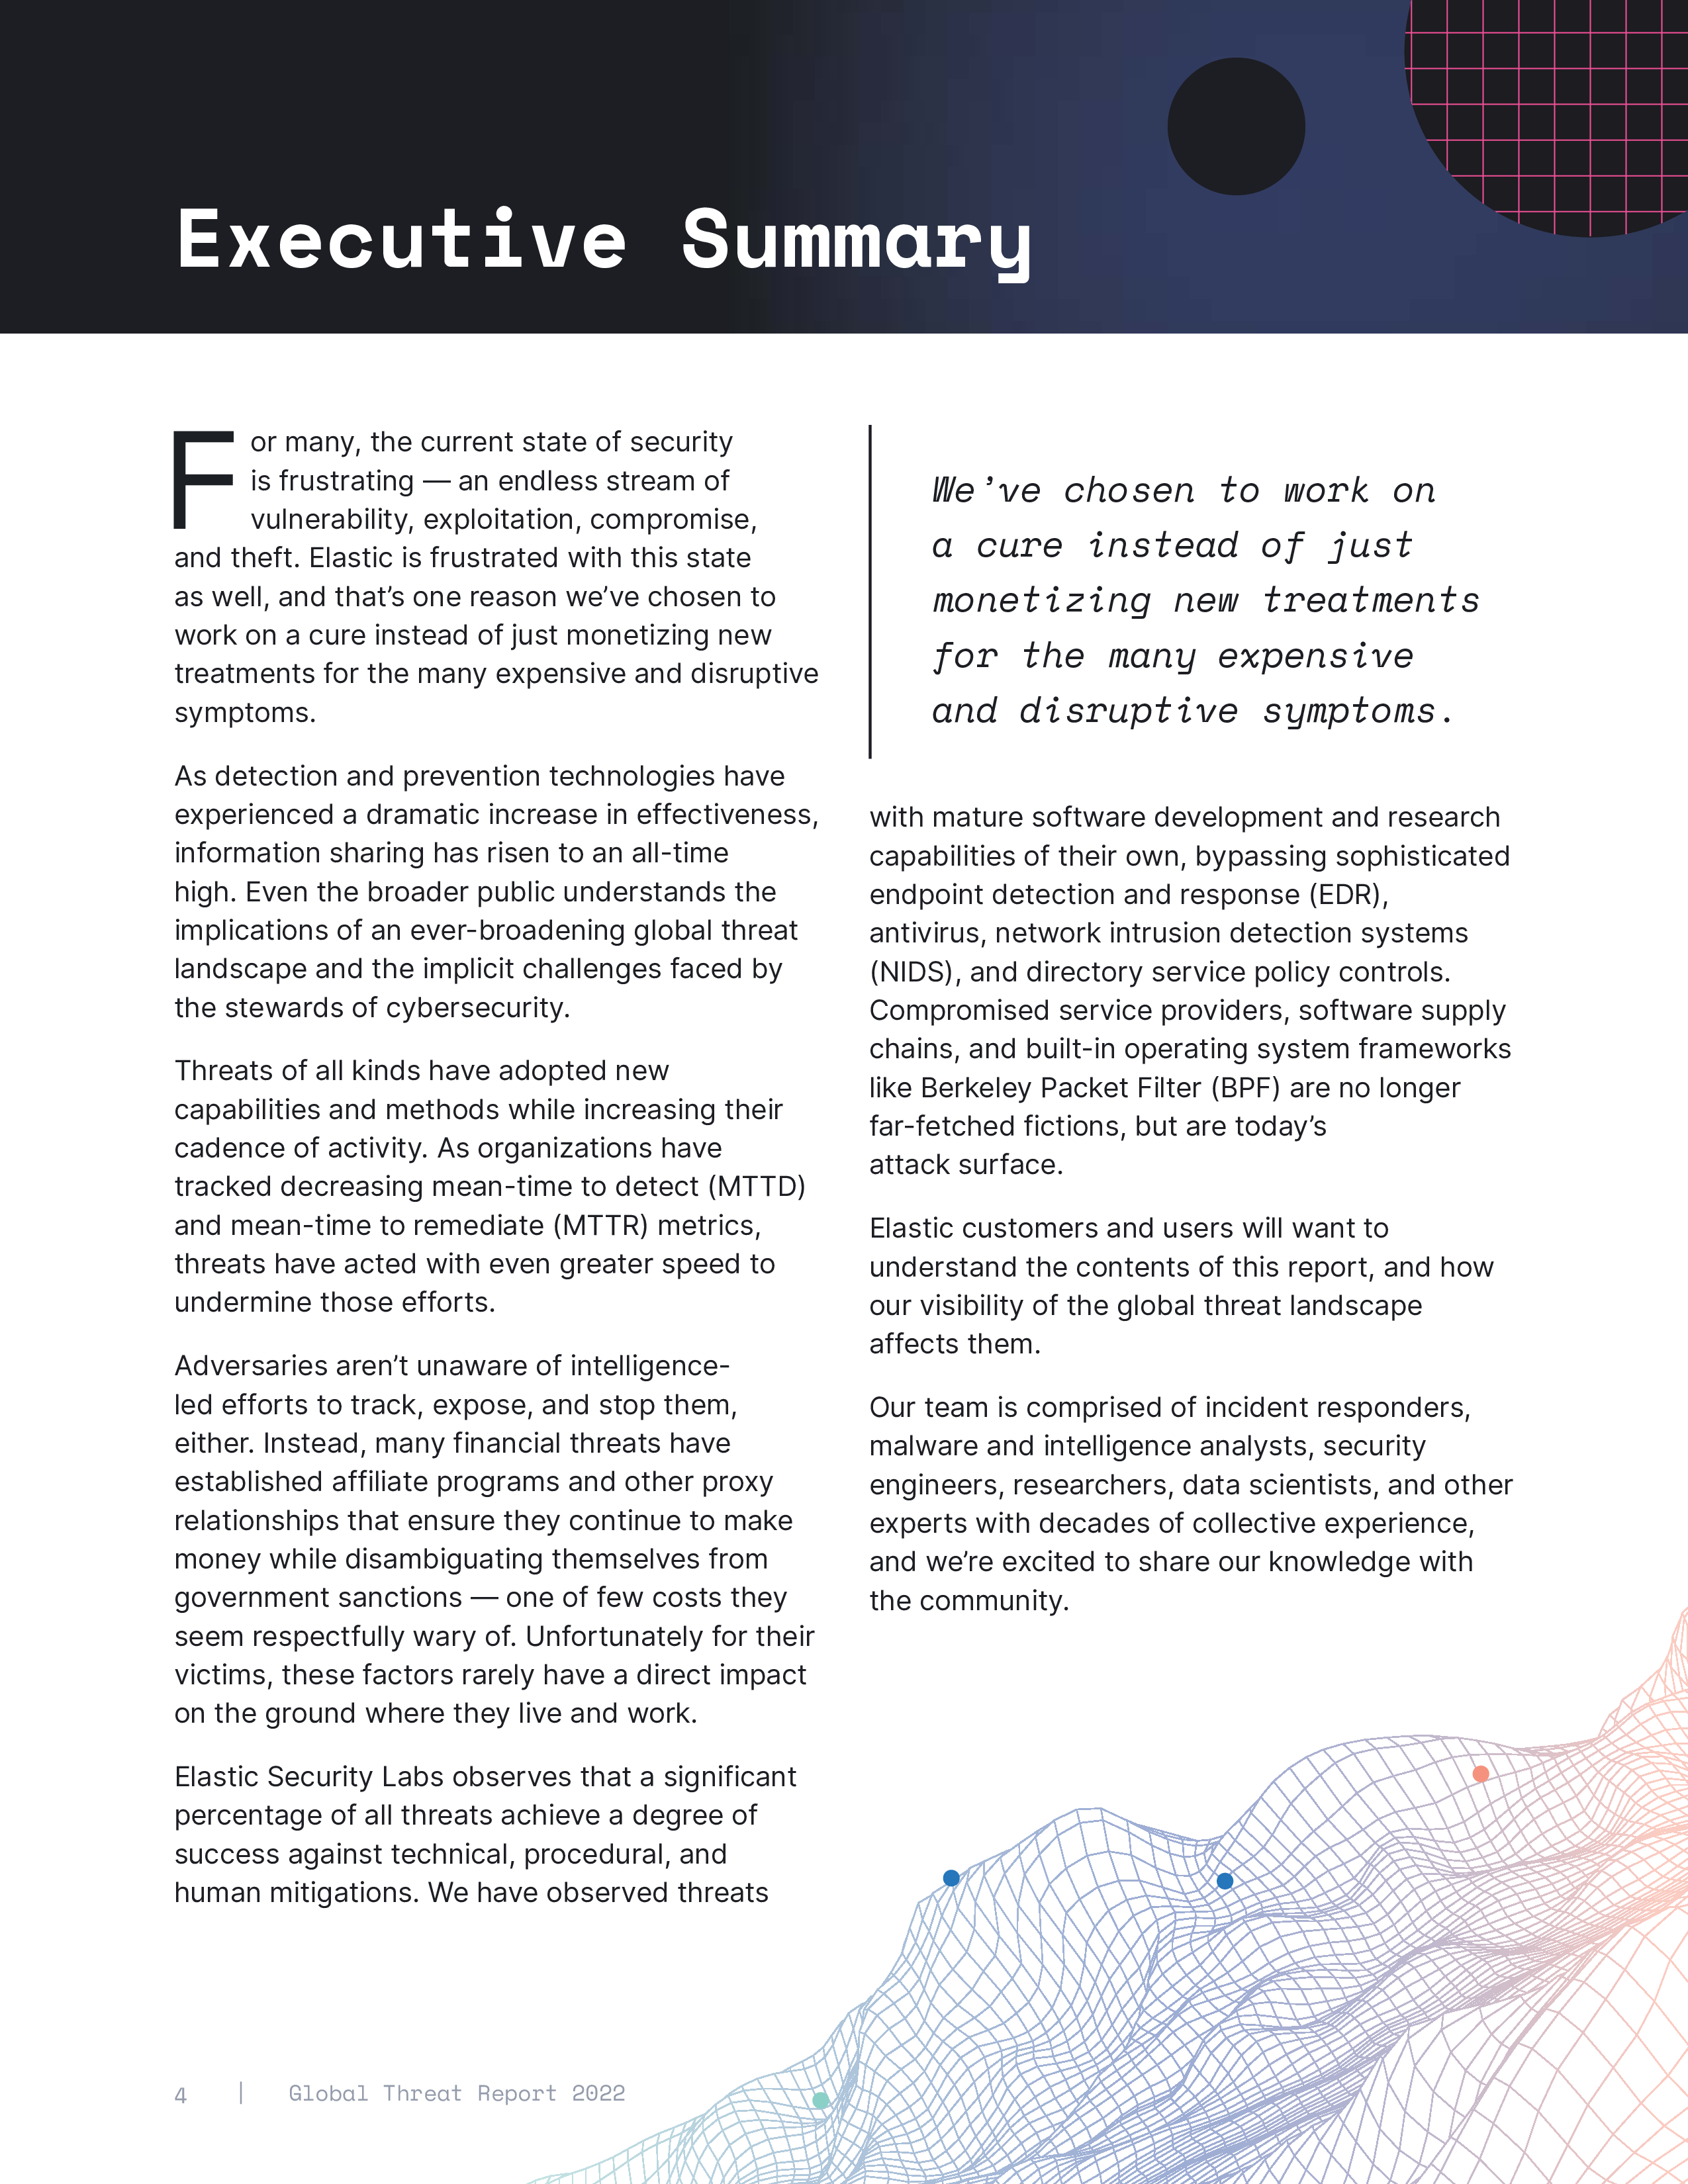 Executive Summary
For many, the current state of security
is frustrating — an endless stream of
vulnerability, exploitation, compromise,
and theft. Elastic is frustrated with this state
as well, and that’s one reason we’ve chosen to
work on a cure instead of just monetizing new
treatments for the many expensive and disruptive
symptoms.
As detection and prevention technologies have
experienced a dramatic increase in effectiveness,
information sharing has risen to an all-time
high. Even the broader public understands the
implications of an ever-broadening global threat
landscape and the implicit challenges faced by
the stewards of cybersecurity.
Threats of all kinds have adopted new
capabilities and methods while increasing their
cadence of activity. As organizations have
tracked decreasing mean-time to detect (MTTD)
and mean-time to remediate (MTTR) metrics,
threats have acted with even greater speed to
undermine those efforts.
Adversaries aren’t unaware of intelligence-
led efforts to track, expose, and stop them,
either. Instead, many financial threats have
established affiliate programs and other proxy
relationships that ensure they continue to make
money while disambiguating themselves from
government sanctions — one of few costs they
seem respectfully wary of. Unfortunately for their
victims, these factors rarely have a direct impact
on the ground where they live and work.
Elastic Security Labs observes that a significant
percentage of all threats achieve a degree of
success against technical, procedural, and
human mitigations. We have observed threats
We’ve chosen to work on
a cure instead of just
monetizing new treatments
for the many expensive
and disruptive symptoms.
with mature software development and research
capabilities of their own, bypassing sophisticated
endpoint detection and response (EDR),
antivirus, network intrusion detection systems
(NIDS), and directory service policy controls.
Compromised service providers, software supply
chains, and built-in operating system frameworks
like Berkeley Packet Filter (BPF) are no longer
far-fetched fictions, but are today’s
attack surface.
Elastic customers and users will want to
understand the contents of this report, and how
our visibility of the global threat landscape
affects them.
Our team is comprised of incident responders,
malware and intelligence analysts, security
engineers, researchers, data scientists, and other
experts with decades of collective experience,
and we’re excited to share our knowledge with
the community.
4 | Global Threat Report 2022